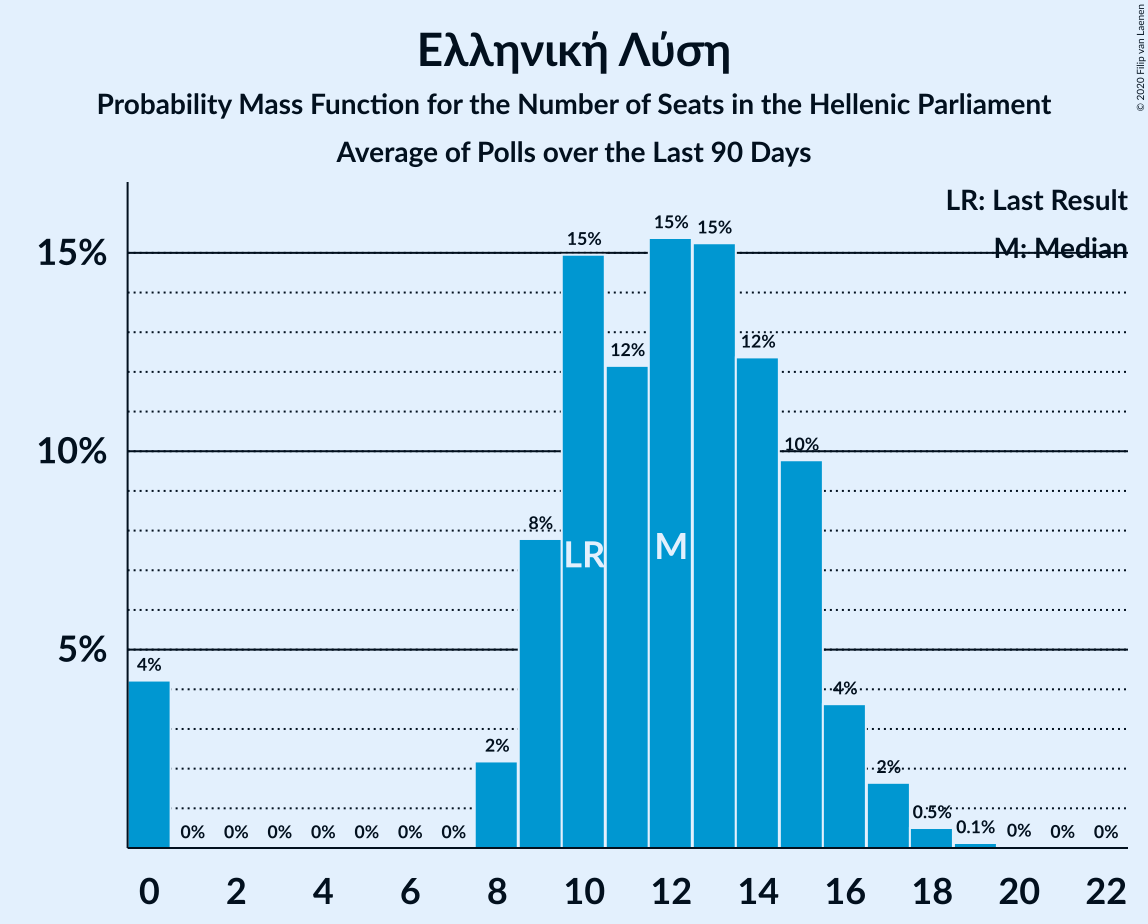 © 2020 Filip van Laenen
Ελληνική Λύση
Probability Mass Function for the Number of Seats in the Hellenic Parliament
Average of Polls over the Last 90 Days
LR: Last Result
M: Median
15%
10%
5%
4% 0% 0% 0% 0% 0% 0% 0% 2% 8% 15% 12% 15% 15% 12% 10% 4% 2% 0.5% 0.1% 0% 0% 0%
LR M
0 2 4 6 8 10 12 14 16 18 20 22